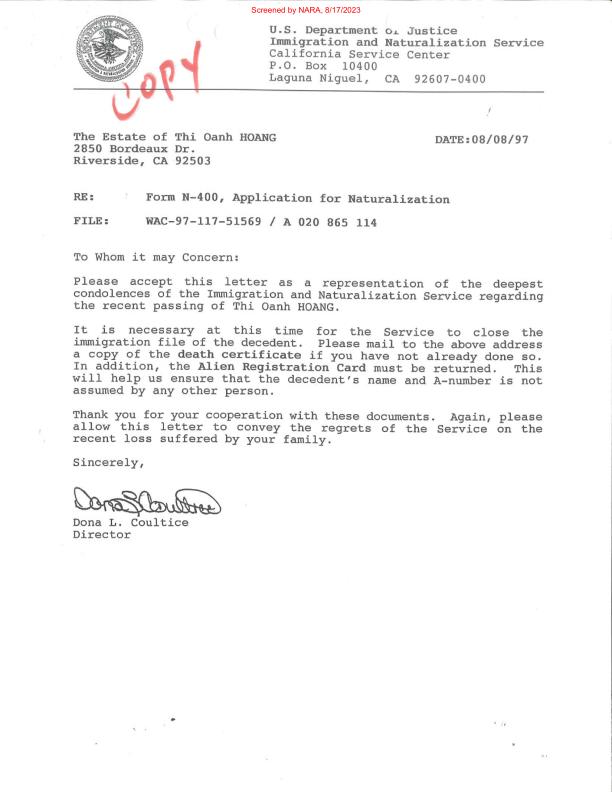 Screened by NARA, 8/17/2023
U.S. Department of Justice
Immigration and Naturalization Service
California Service Center
P.O. Box 10400
Laguna Niguel, CA 92607-0400
COPY
The Estate of Thi Oanh HOANG
DATE:08/08/97
2850 Bordeaux Dr.
Riverside, CA 92503
RE: Form N-400, Application for Naturalization
FILE: WAC-97-117-51569 / A 020 865 114
To Whom it may Concern:
Please accept this letter as a representation of the deepest
condolences of the Immigration and Naturalization Service regarding
the recent passing of Thi Oanh HOANG.
It is necessary at this time for the Service to close the
immigration file of the decedent. Please mail to the above address
a copy of the death certificate if you have not already done so.
In addition, the Alien Registration Card must be returned. This
will help us ensure that the decedent's name and A-number is not
assumed by any other person.
Thank you for your cooperation with these documents. Again, please
allow this letter to convey the regrets of the Service on the
recent loss suffered by your family.
Sincerely,
Dona L. Coultice
Dona L. Coultice
Director